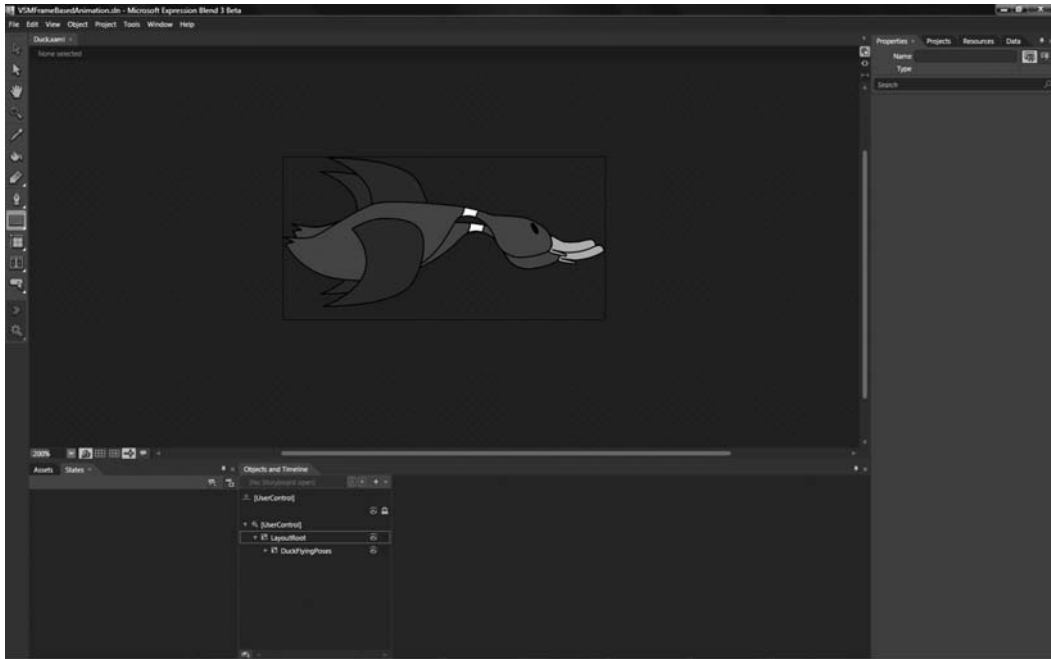 VSMFrameBasedAnimation.sln - Microsoft Expression Blend 3 Beta
File Edit View Object Project Tools Window Help
Duck.xaml ×
None selected
Properties × Projects Resources Data
Name
Type
Search
200%
Assets States ×
Objects and Timeline
(No Storyboard open)
[UserControl]
[UserControl]
LayoutRoot
DuckFlyingPoses